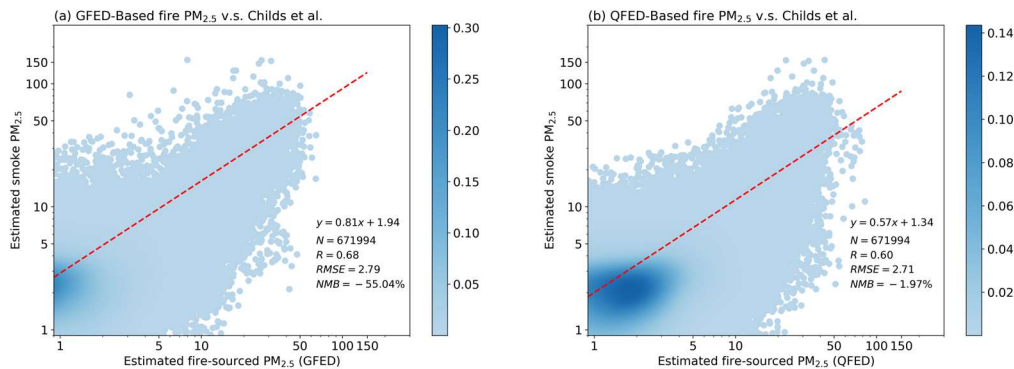 (a) GFED-Based fire PM2.5 v.s. Childs et al.
Estimated smoke PM2.5
150
100
50
10
5
1
y = 0.81x + 1.94
N = 671994
R = 0.68
RMSE = 2.79
NMB = −55.04%
1 5 10 50 100 150
Estimated fire-sourced PM2.5 (GFED)
0.30
0.25
0.20
0.15
0.10
0.05
(b) QFED-Based fire PM2.5 v.s. Childs et al.
Estimated smoke PM2.5
150
100
50
10
5
1
y = 0.57x + 1.34
N = 671994
R = 0.60
RMSE = 2.71
NMB = −1.97%
1 5 10 50 100 150
Estimated fire-sourced PM2.5 (QFED)
0.14
0.12
0.10
0.08
0.06
0.04
0.02